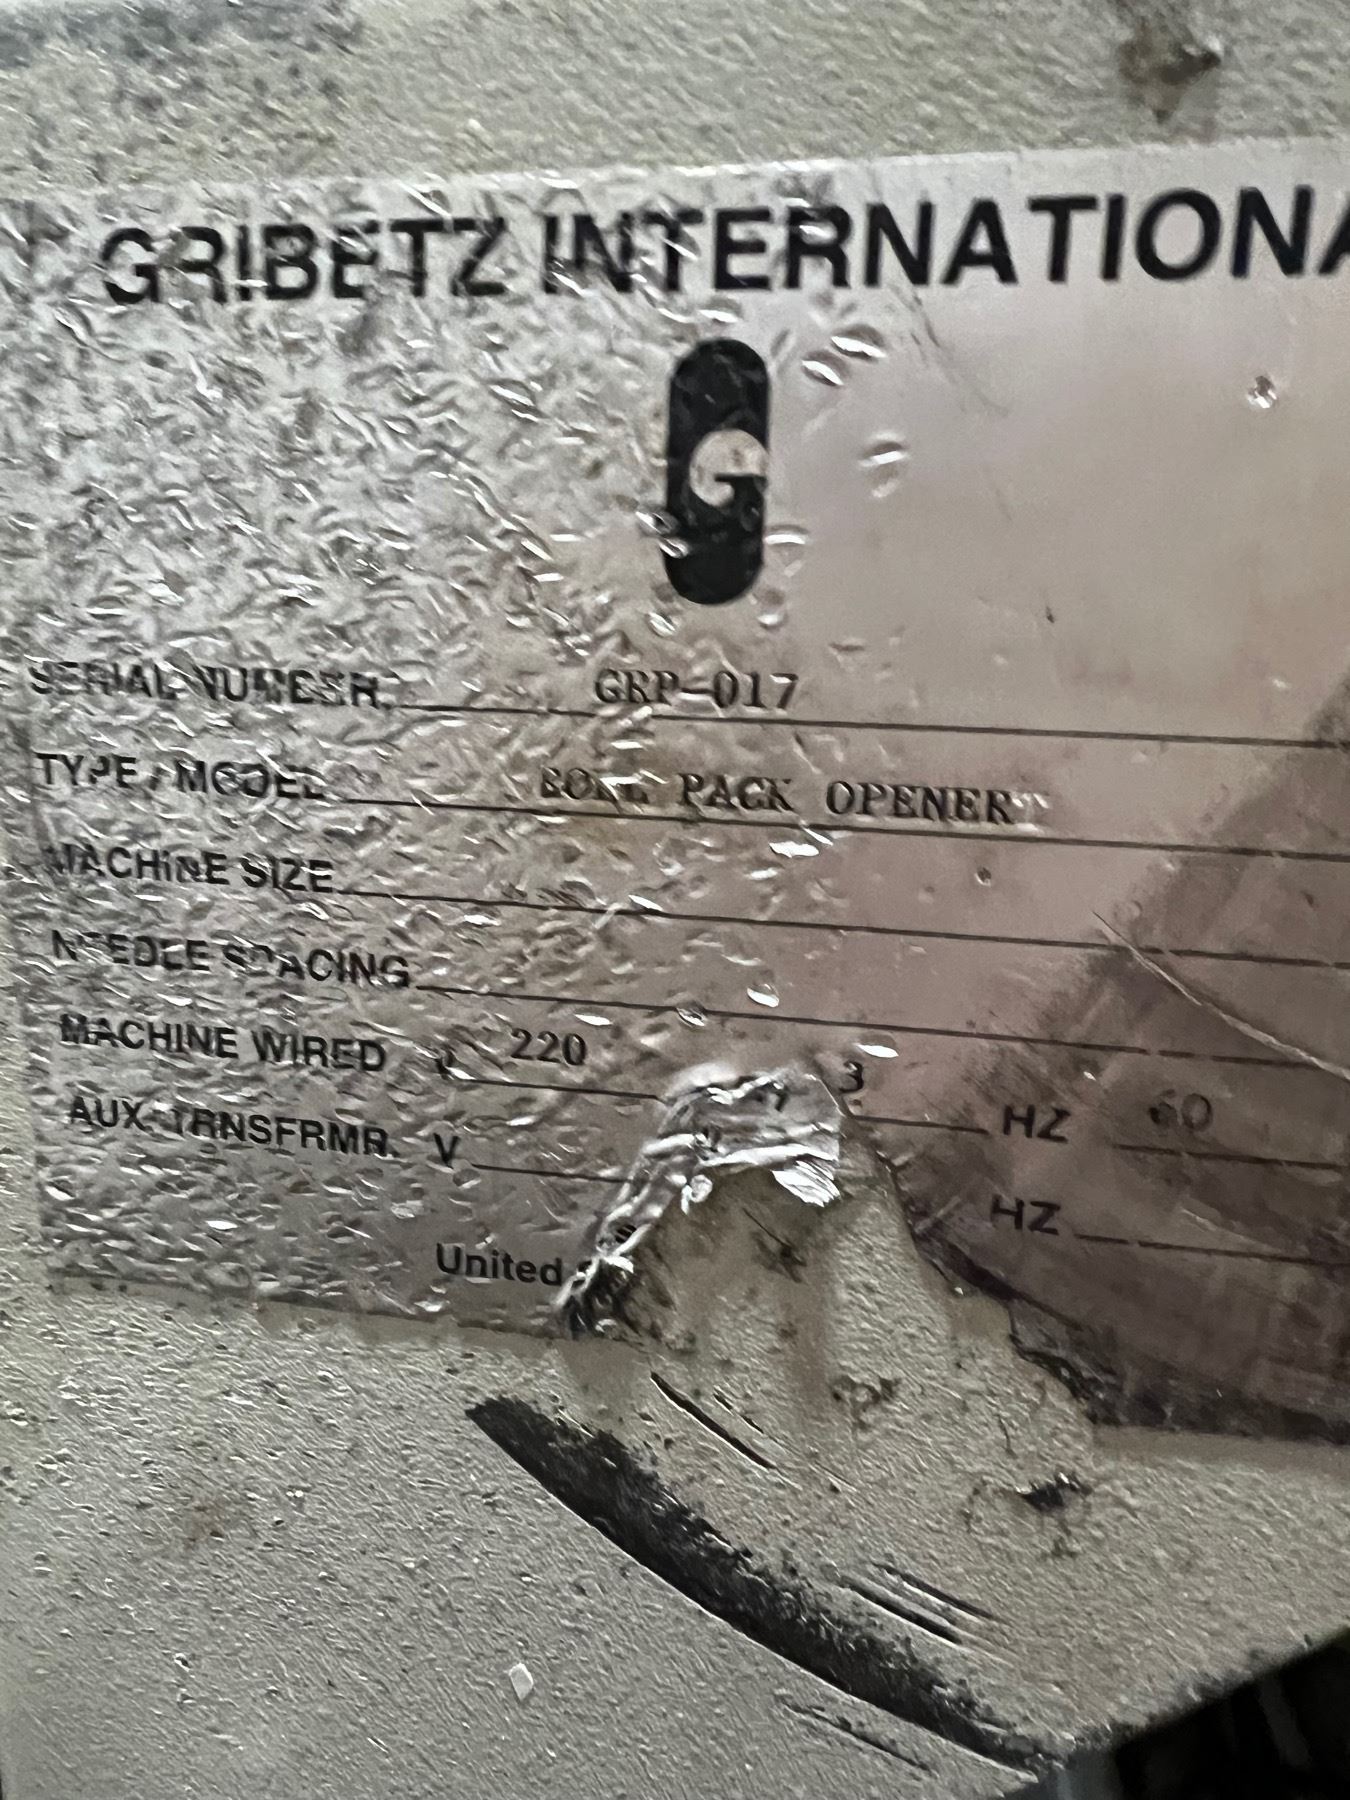 GRIBETZ INTERNATIONA
G
SERIAL NUMBER GRP-017
TYPE / MODEL ROLL PACK OPENER
MACHINE SIZE
NEEDLE SPACING
MACHINE WIRED V 220 3 HZ 60
AUX. TRNSFRMR. V HZ
United